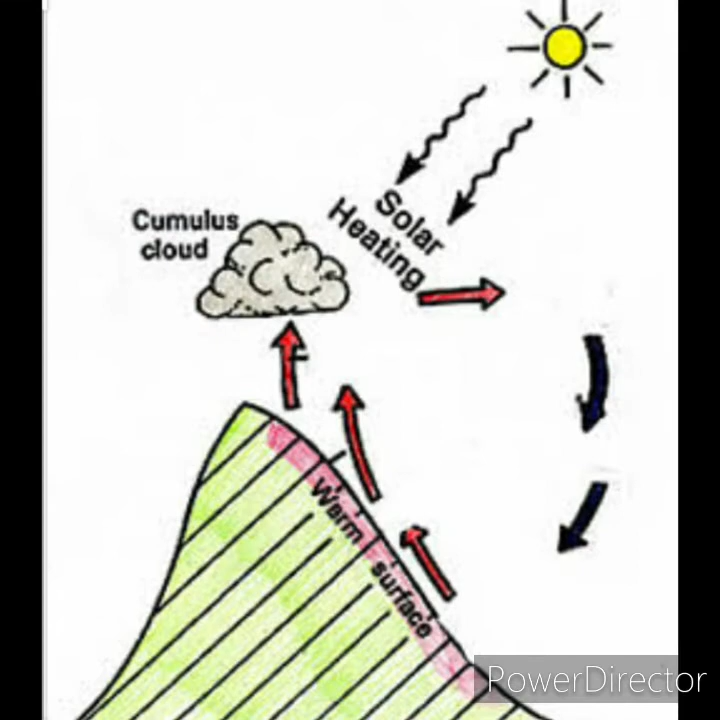 Cumulus
cloud
Solar
Heating
Warm surface
PowerDirector